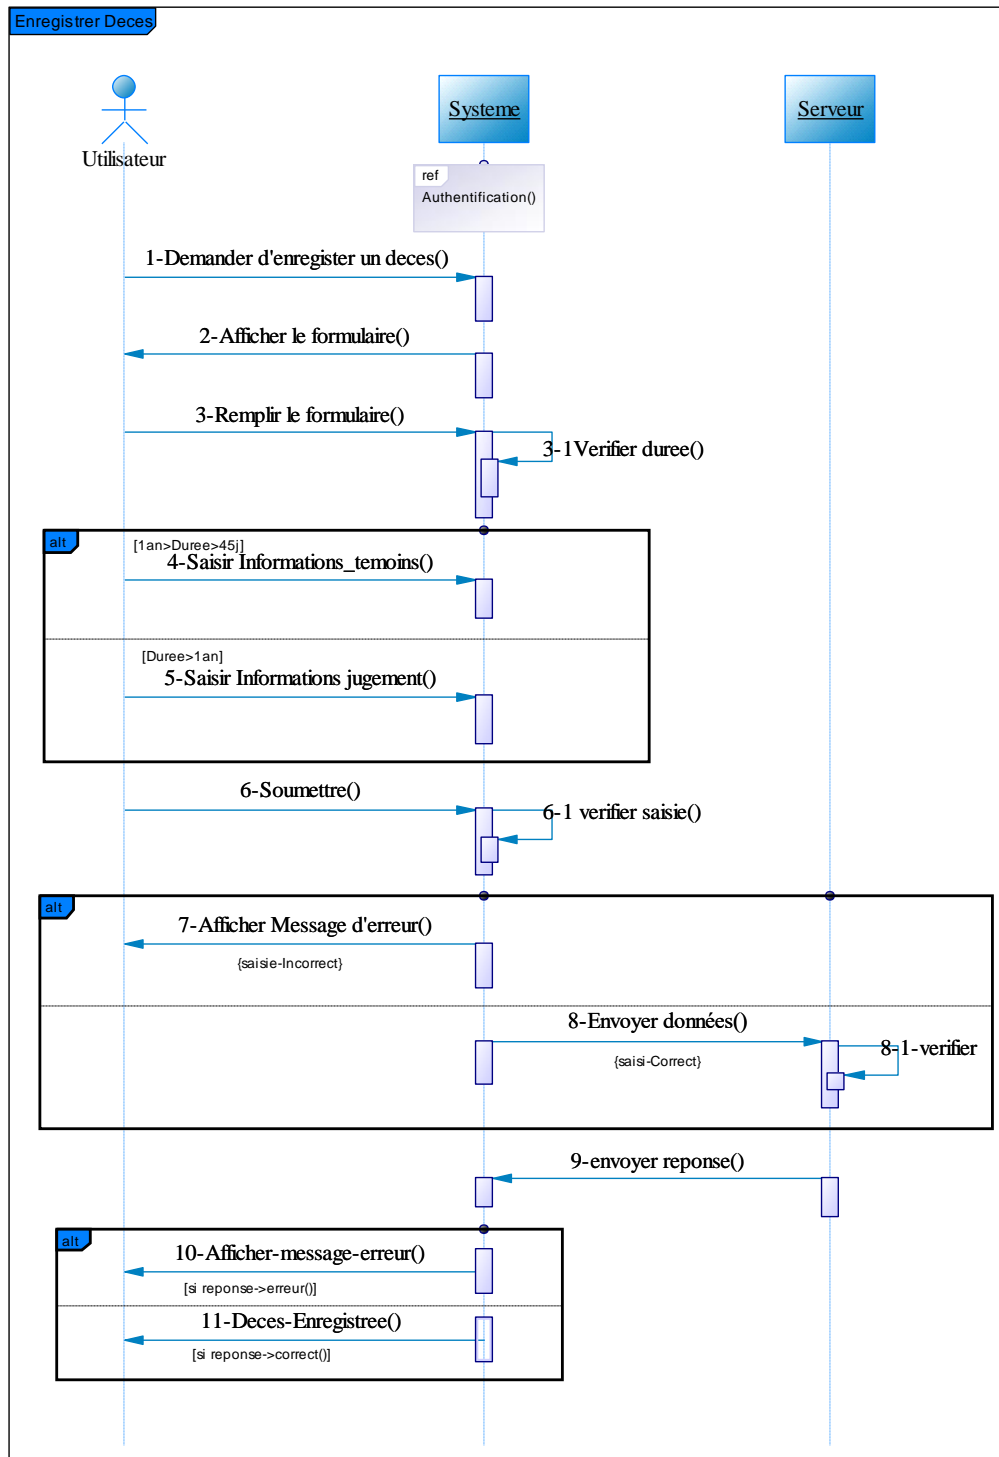 Enregistrer Deces
Utilisateur
Systeme
Serveur
ref
Authentification()
1-Demander d'enregister un deces()
2-Afficher le formulaire()
3-Remplir le formulaire()
3-1Verifier duree()
alt
[1an>Duree>45j]
4-Saisir Informations_temoins()
[Duree>1an]
5-Saisir Informations jugement()
6-Soumettre()
6-1 verifier saisie()
alt
7-Afficher Message d'erreur()
{saisie-Incorrect}
8-Envoyer données()
{saisi-Correct}
8-1-verifier
9-envoyer reponse()
alt
10-Afficher-message-erreur()
[si reponse->erreur()]
11-Deces-Enregistree()
[si reponse->correct()]